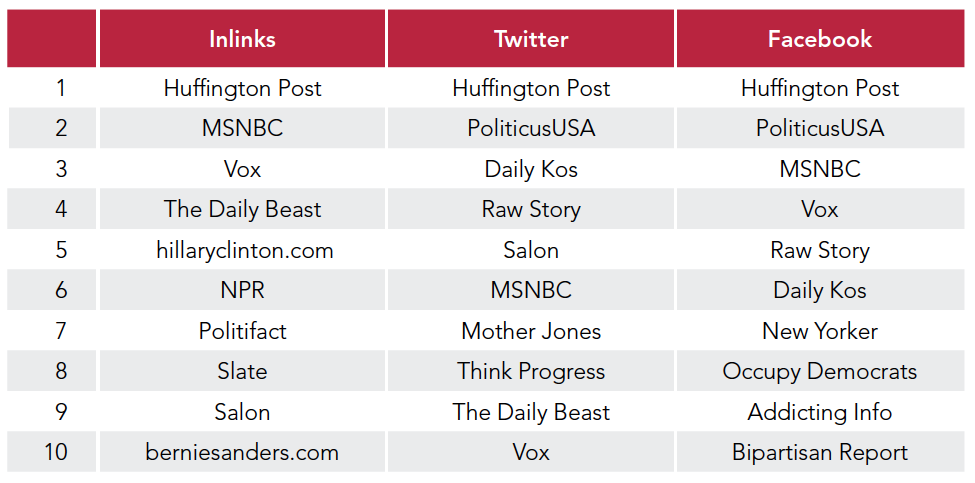 Inlinks Twitter Facebook
1 Huffington Post Huffington Post Huffington Post
2 MSNBC PoliticusUSA PoliticusUSA
3 Vox Daily Kos MSNBC
4 The Daily Beast Raw Story Vox
5 hillaryclinton.com Salon Raw Story
6 NPR MSNBC Daily Kos
7 Politifact Mother Jones New Yorker
8 Slate Think Progress Occupy Democrats
9 Salon The Daily Beast Addicting Info
10 berniesanders.com Vox Bipartisan Report